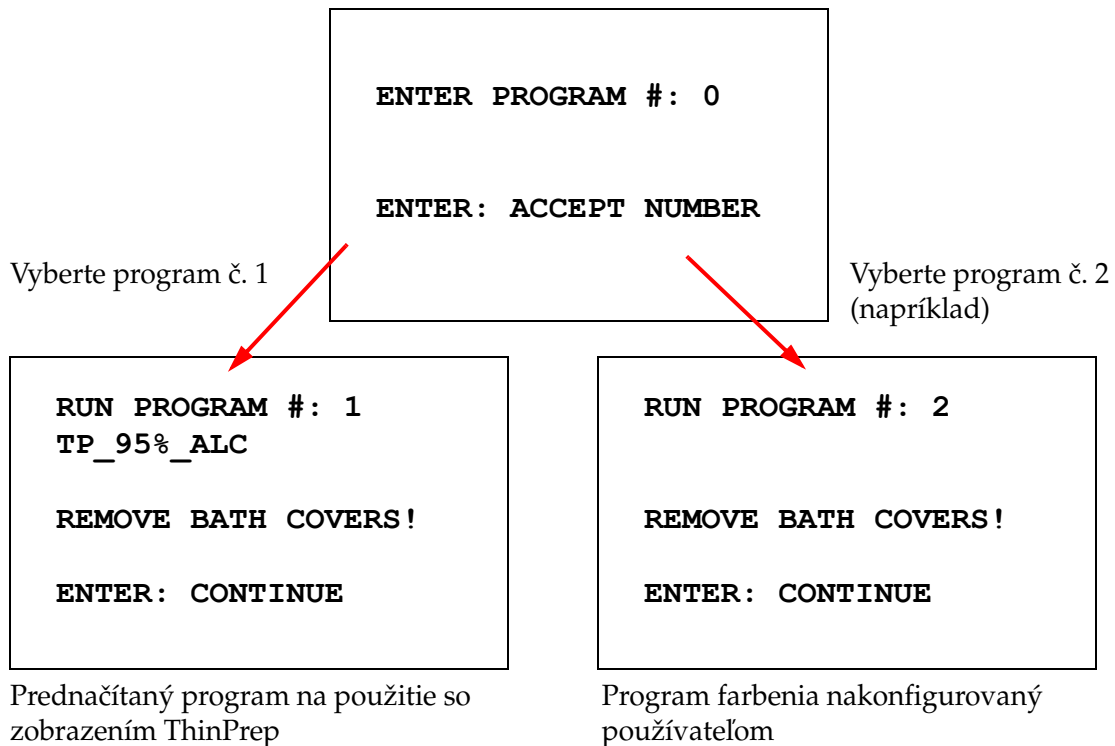 ENTER PROGRAM #: 0
ENTER: ACCEPT NUMBER
Vyberte program č. 1
Vyberte program č. 2
(napríklad)
RUN PROGRAM #: 1
TP_95%_ALC
REMOVE BATH COVERS!
ENTER: CONTINUE
RUN PROGRAM #: 2
REMOVE BATH COVERS!
ENTER: CONTINUE
Prednačítaný program na použitie so
zobrazením ThinPrep
Program farbenia nakonfigurovaný
používateľom